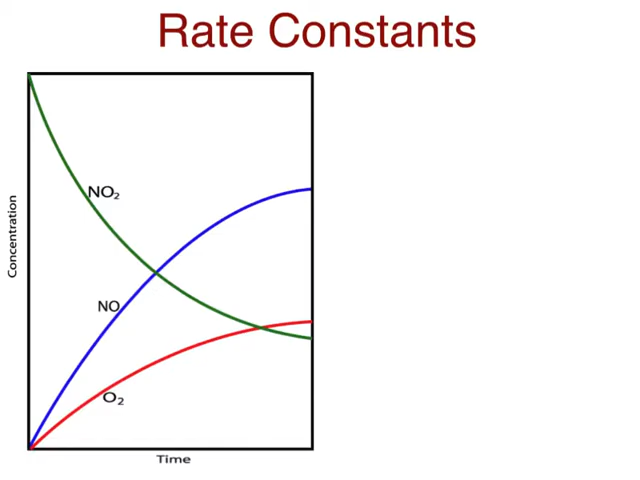 Rate Constants
Concentration
NO₂
NO
O₂
Time